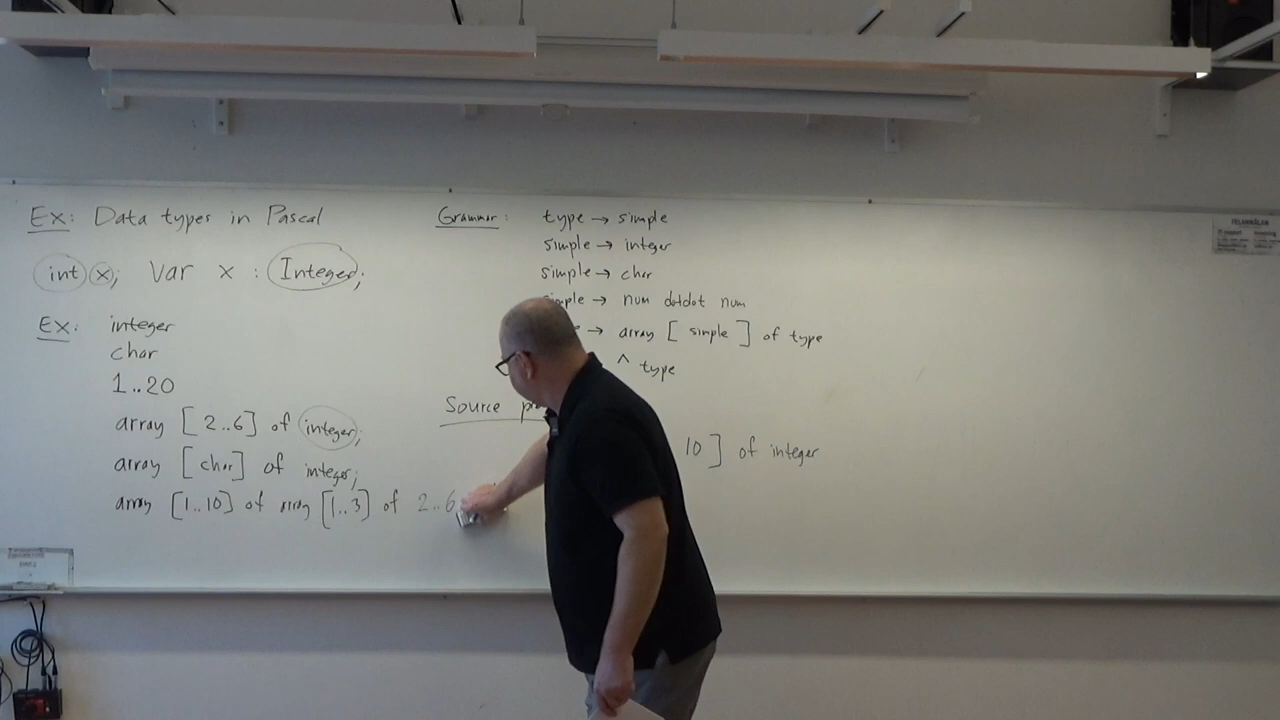 Ex: Data types in Pascal
int x; Var x : Integer;
Ex: integer
char
1..20
array [ 2..6 ] of integer;
array [char] of integer;
array [1..10] of array [1..3] of 2..6
Grammar: type → simple
simple → integer
simple → char
simple → num dotdot num
→ array [ simple ] of type
^ type
Source
10 ] of integer